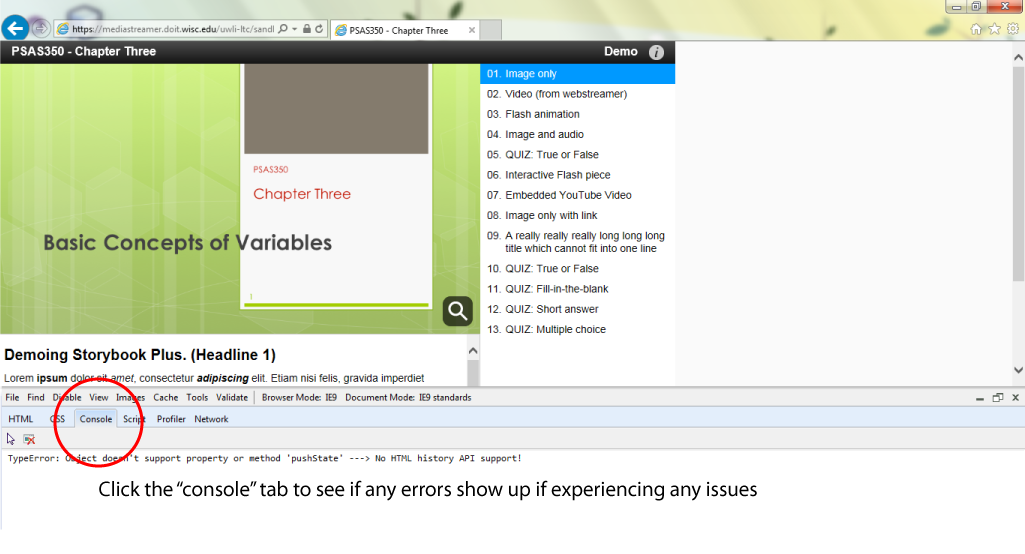 https://mediastreamer.doit.wisc.edu/uwli-ltc/sandl
PSAS350 - Chapter Three
PSAS350 - Chapter Three
Demo
PSAS350
Chapter Three
Basic Concepts of Variables
1
01. Image only
02. Video (from webstreamer)
03. Flash animation
04. Image and audio
05. QUIZ: True or False
06. Interactive Flash piece
07. Embedded YouTube Video
08. Image only with link
09. A really really really long long long
title which cannot fit into one line
10. QUIZ: True or False
11. QUIZ: Fill-in-the-blank
12. QUIZ: Short answer
13. QUIZ: Multiple choice
Demoing Storybook Plus. (Headline 1)
Lorem ipsum dolor sit amet, consectetur adipiscing elit. Etiam nisi felis, gravida imperdiet
File Find Disable View Images Cache Tools Validate | Browser Mode: IE9 Document Mode: IE9 standards
HTML CSS Console Script Profiler Network
TypeError: Object doesn't support property or method 'pushState' ---> No HTML history API support!
Click the “console” tab to see if any errors show up if experiencing any issues